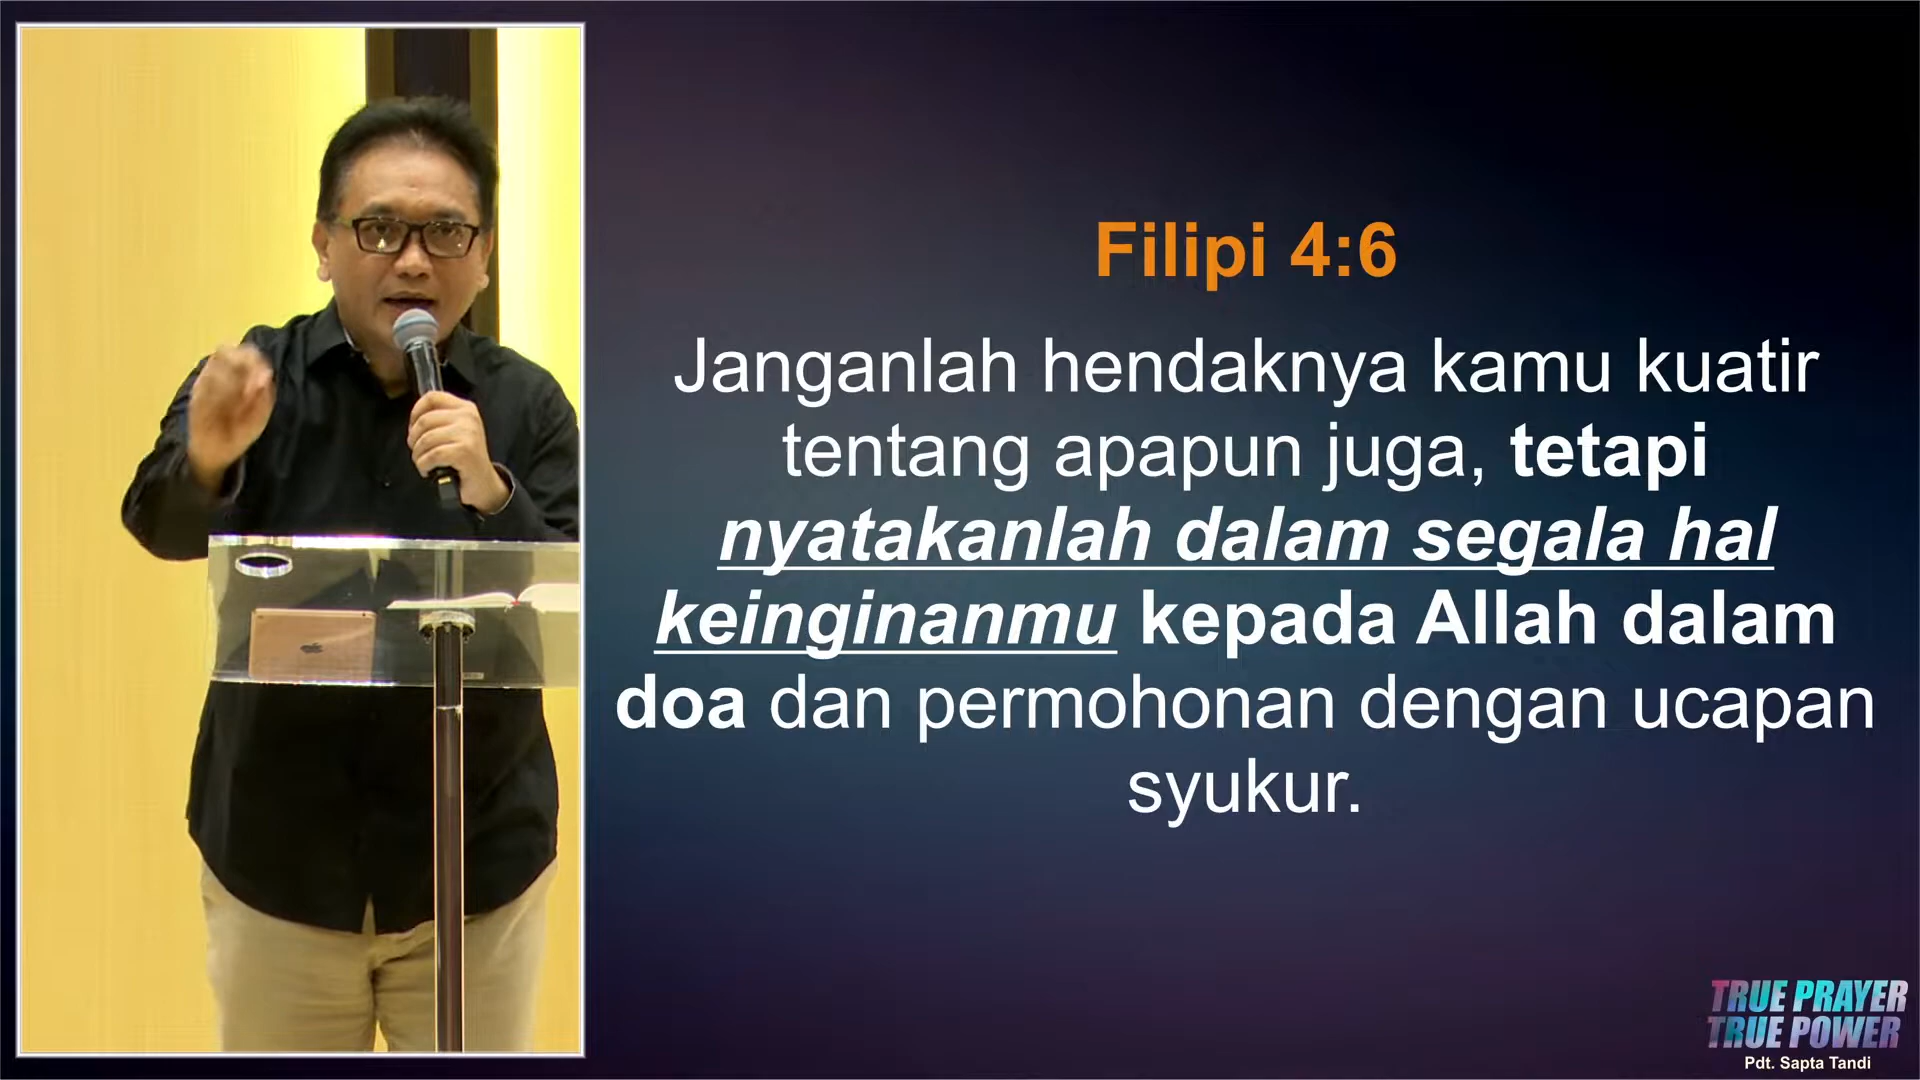 Filipi 4:6
Janganlah hendaknya kamu kuatir
tentang apapun juga, tetapi
nyatakanlah dalam segala hal
keinginanmu kepada Allah dalam
doa dan permohonan dengan ucapan
syukur.
TRUE PRAYER
TRUE POWER
Pdt. Sapta Tandi